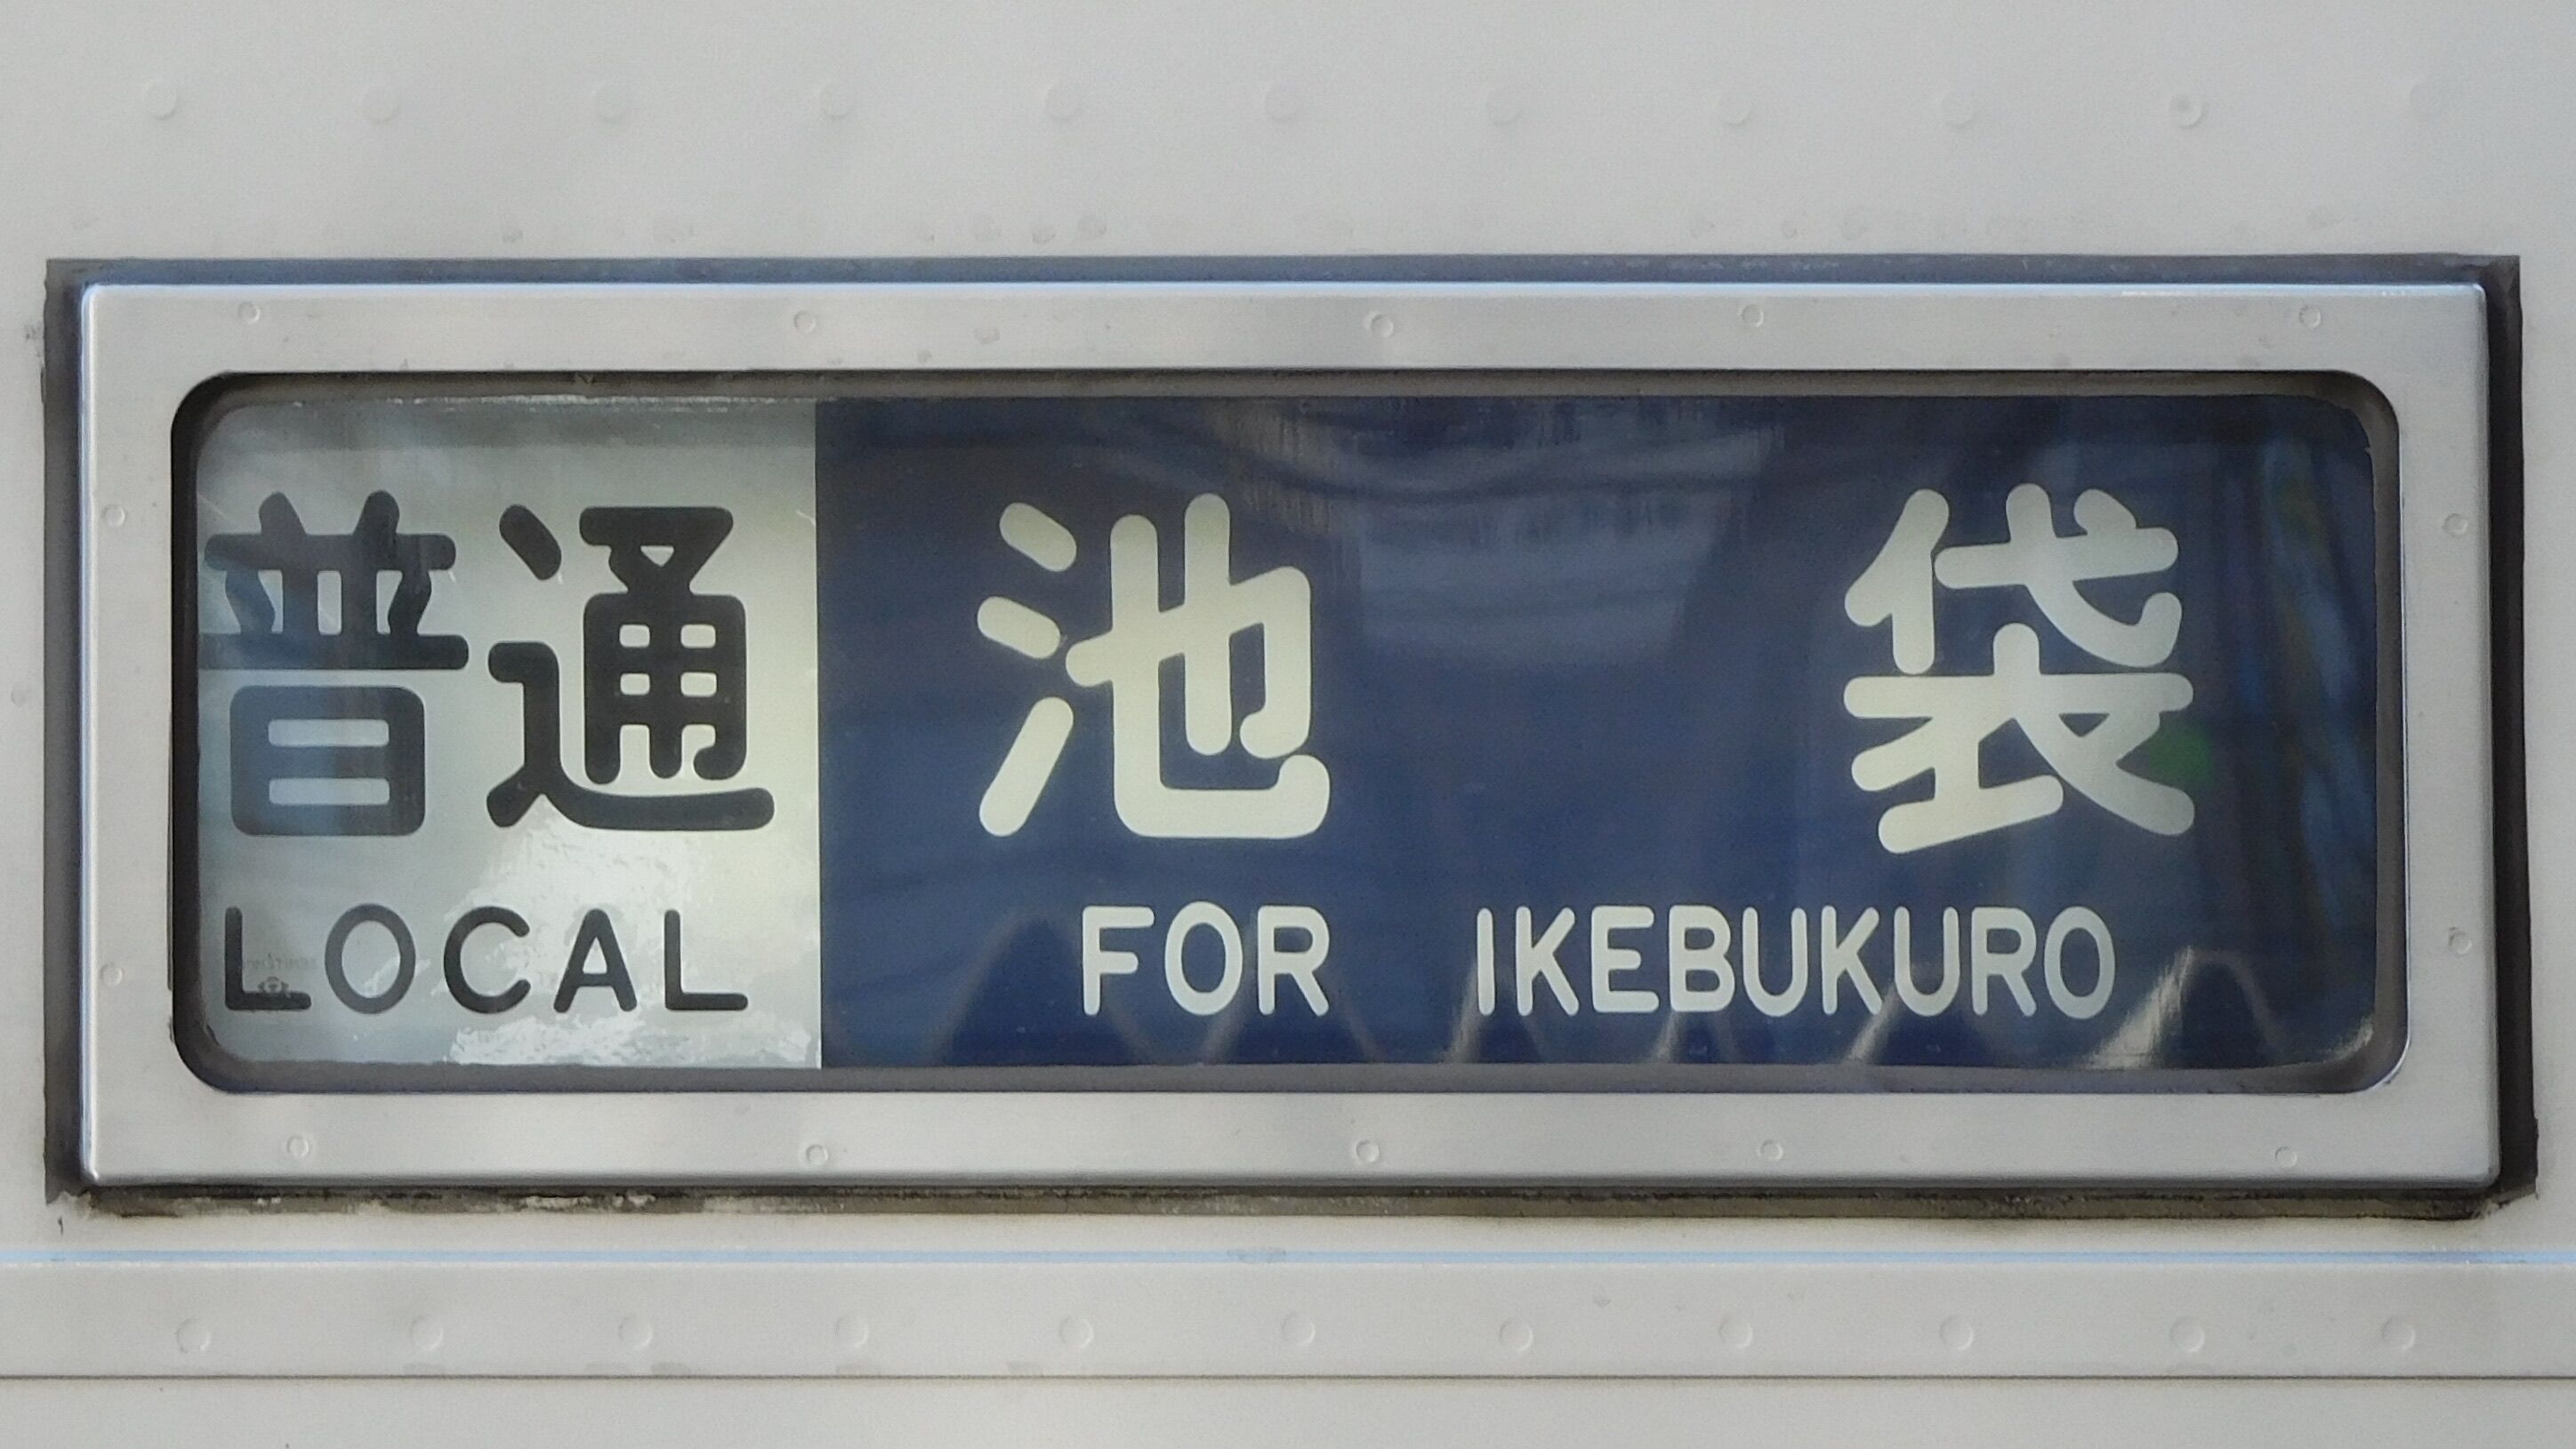 普通 池袋
LOCAL FOR IKEBUKURO